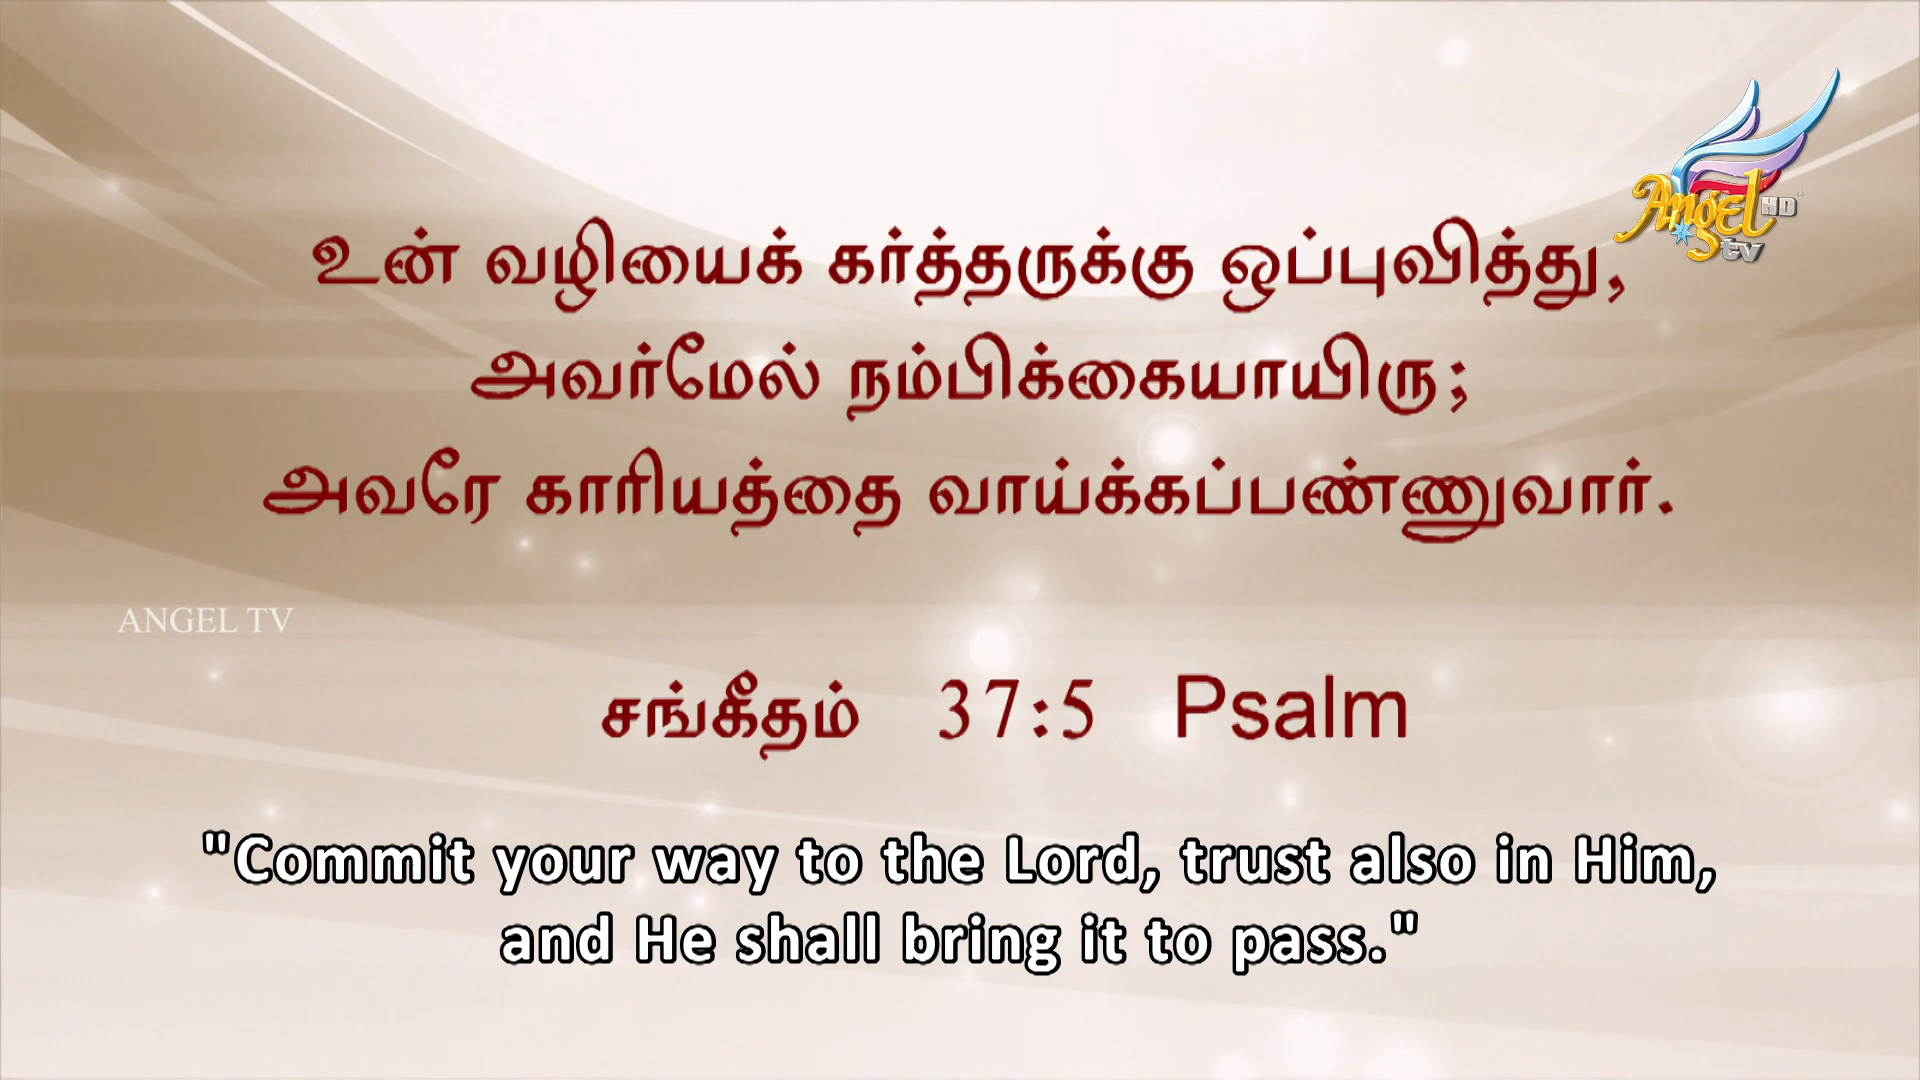 Angel HD
tv
உன் வழியைக் கர்த்தருக்கு ஒப்புவித்து,
அவர்மேல் நம்பிக்கையாயிரு;
அவரே காரியத்தை வாய்க்கப்பண்ணுவார்.
ANGEL TV
சங்கீதம் 37:5 Psalm
"Commit your way to the Lord, trust also in Him,
and He shall bring it to pass."